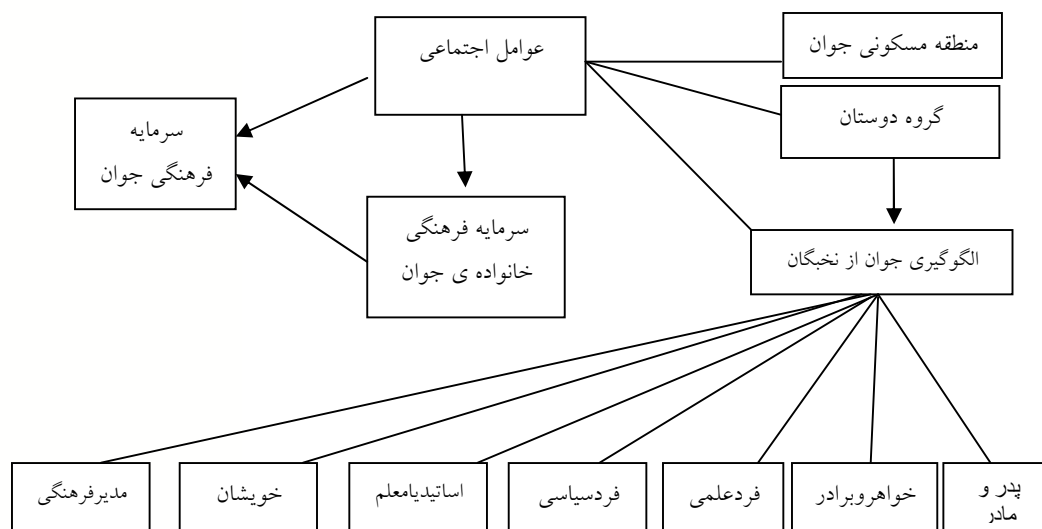 منطقه مسکونی جوان
عوامل اجتماعی
گروه دوستان
سرمایه
فرهنگی جوان
سرمایه فرهنگی
خانواده ی جوان
الگوگیری جوان از نخبگان
پدر و
مادر
خواهروبرادر
فردعلمی
فردسیاسی
اساتیدیامعلم
خویشان
مدیرفرهنگی